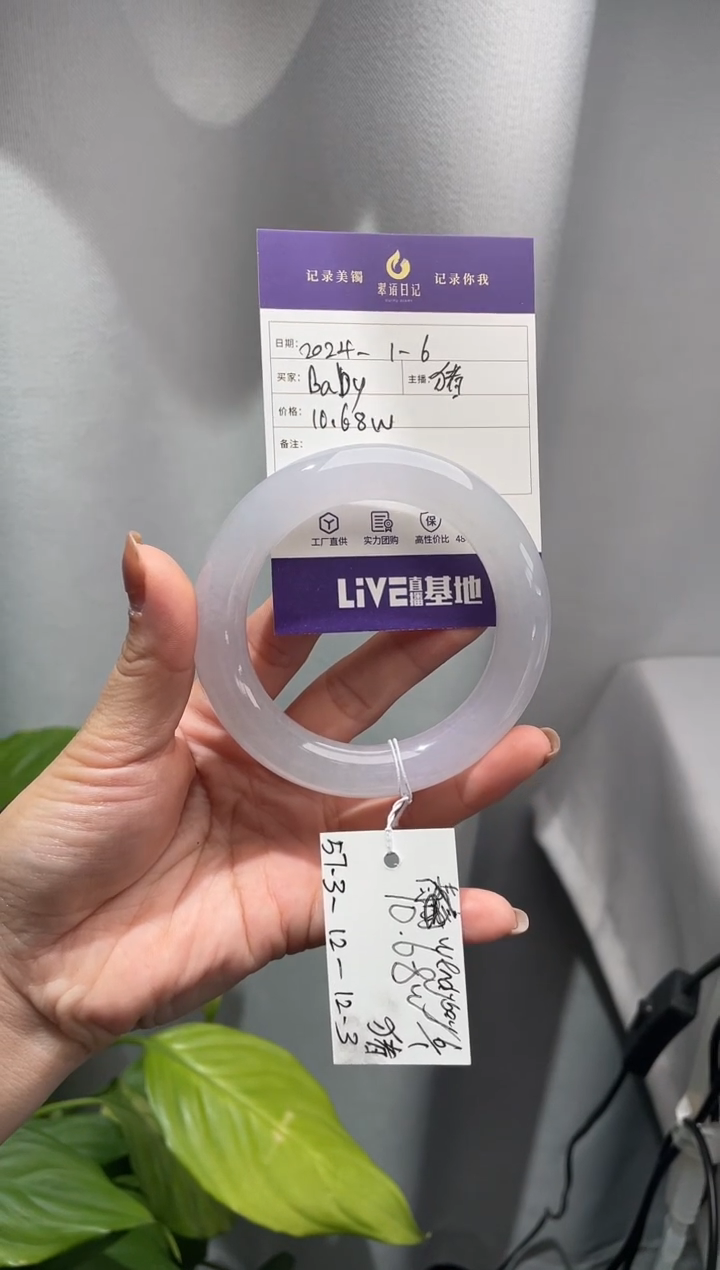 记录美镯 翠语日记 记录你我
日期: 2024-1-6
买家: BaBy 主播:
价格: 10.68w
备注:
工厂直供 实力团购 保 高性价比 48
LiVE直播基地
57.3-12-12-3
10.68w